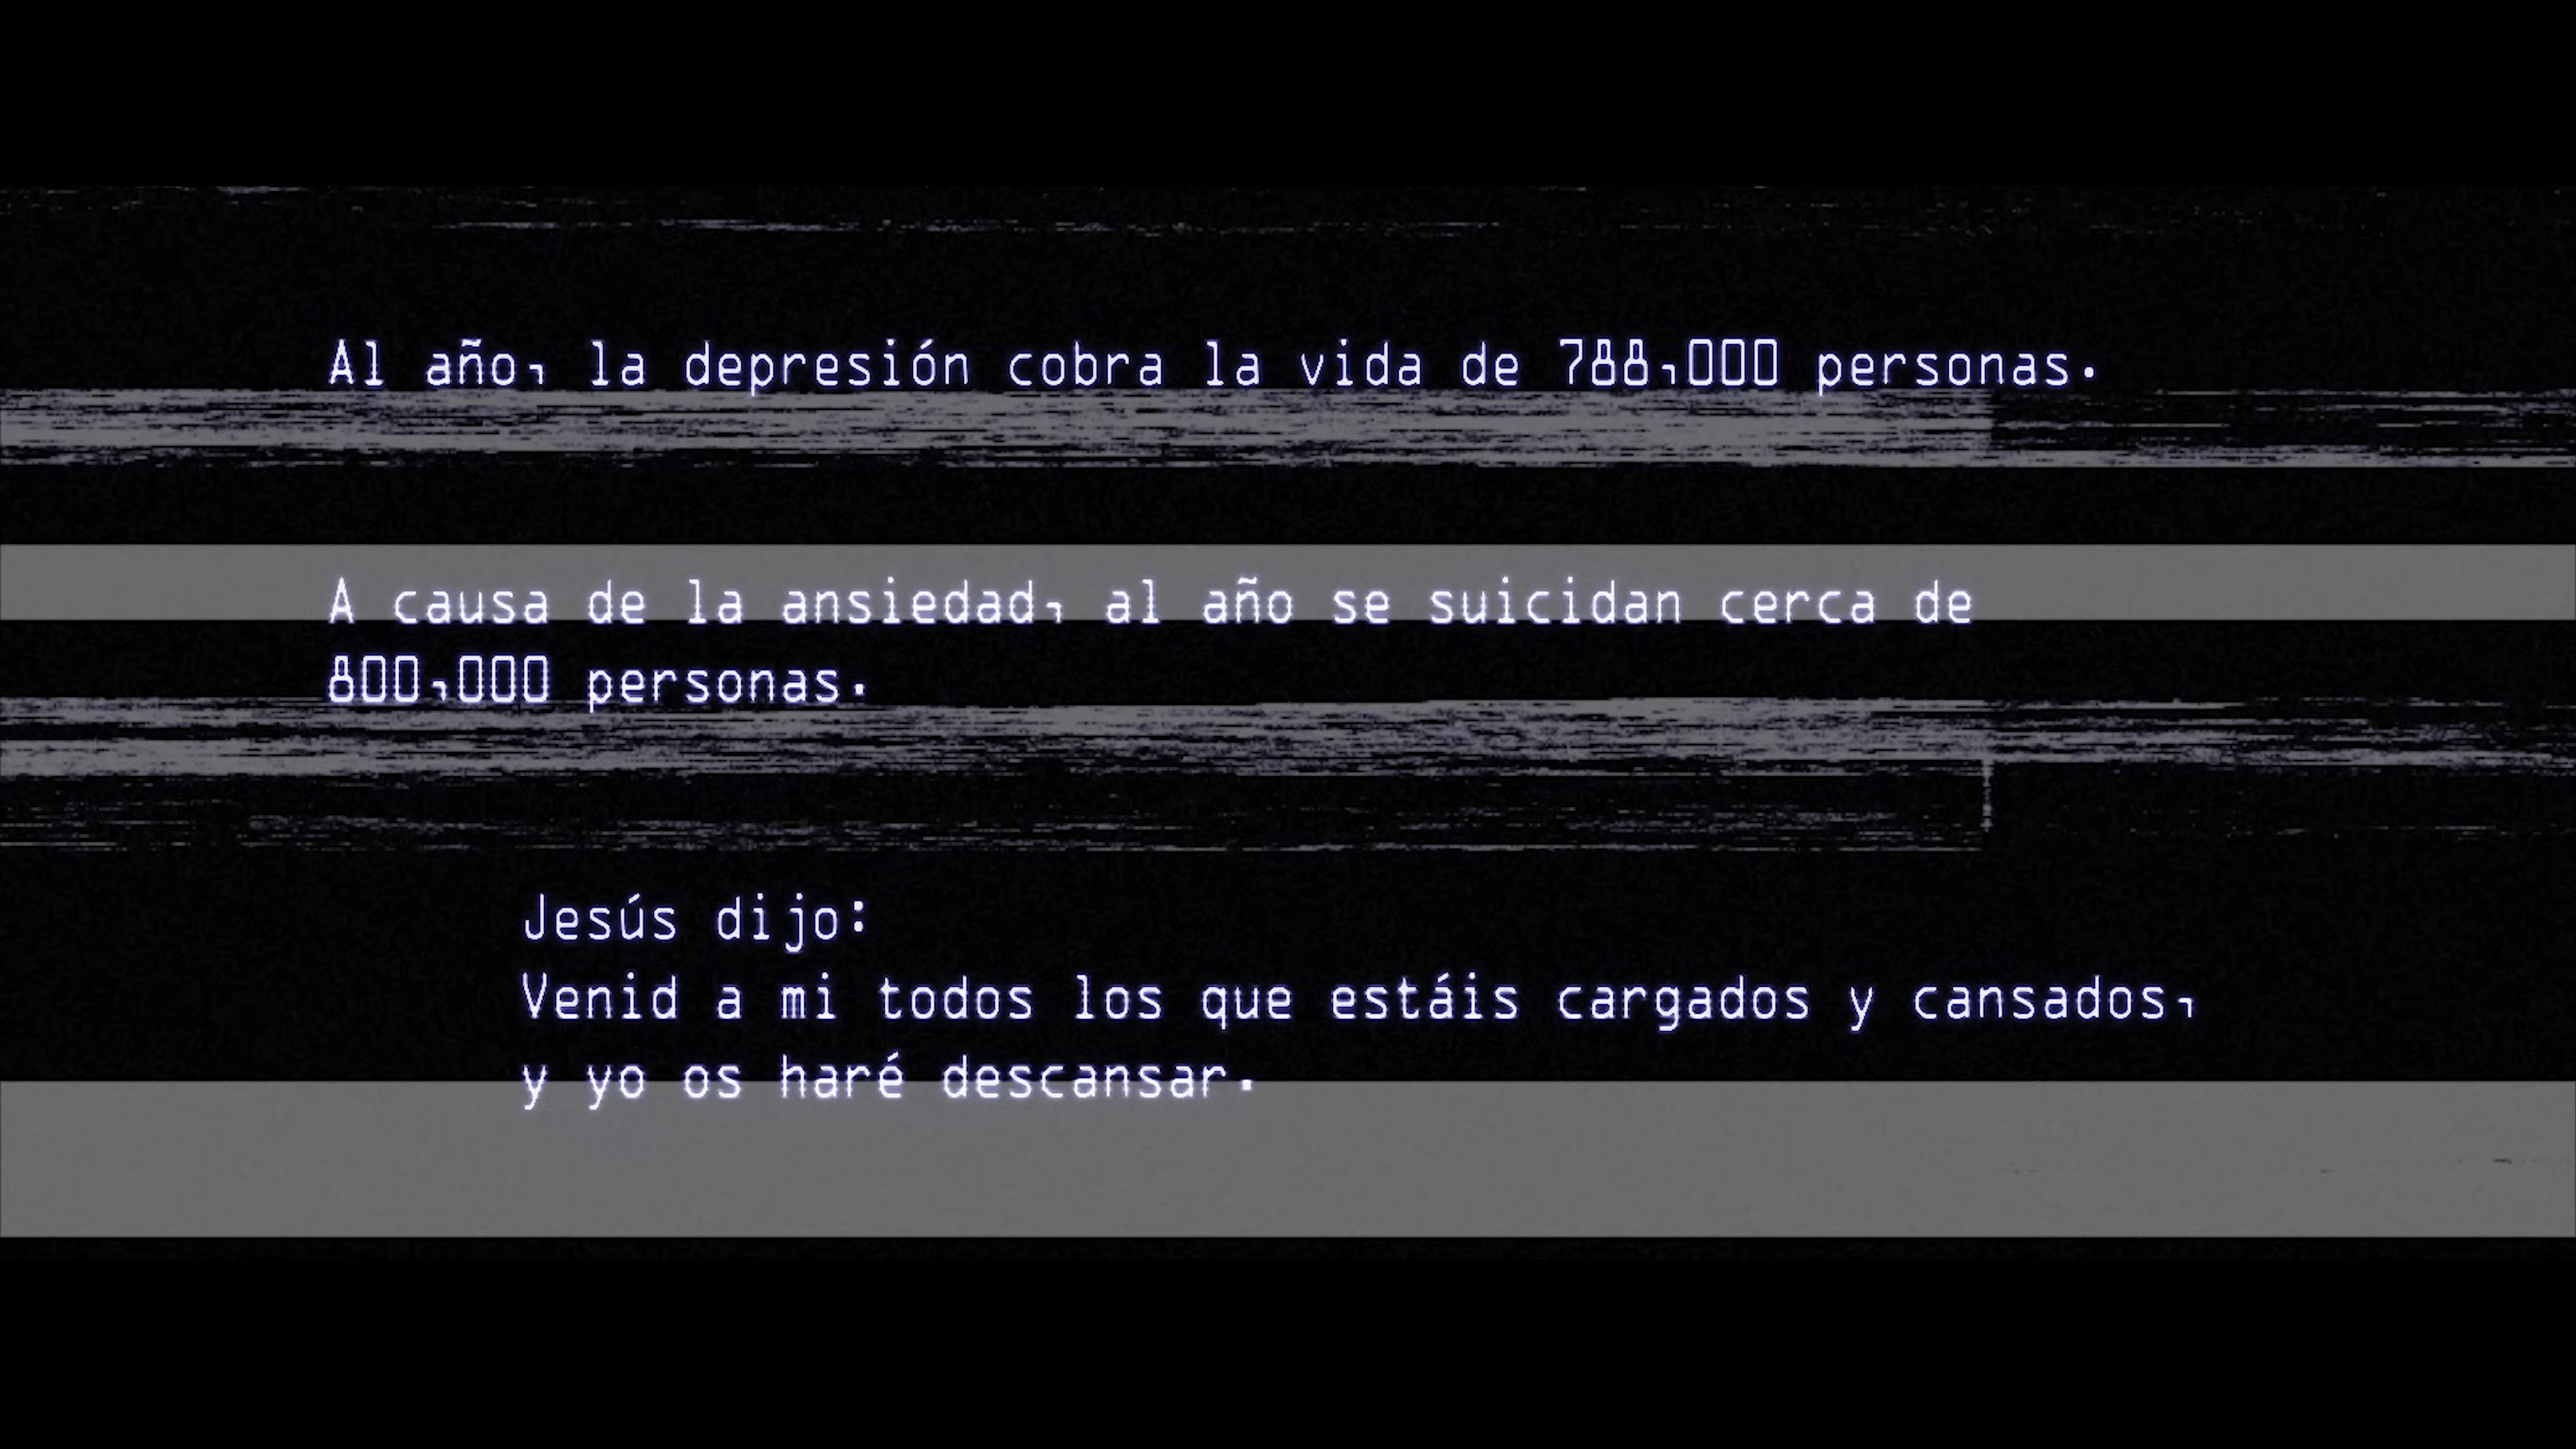 Al año, la depresión cobra la vida de 788,000 personas.
A causa de la ansiedad, al año se suicidan cerca de
800,000 personas.
Jesús dijo:
Venid a mi todos los que estáis cargados y cansados,
y yo os haré descansar.